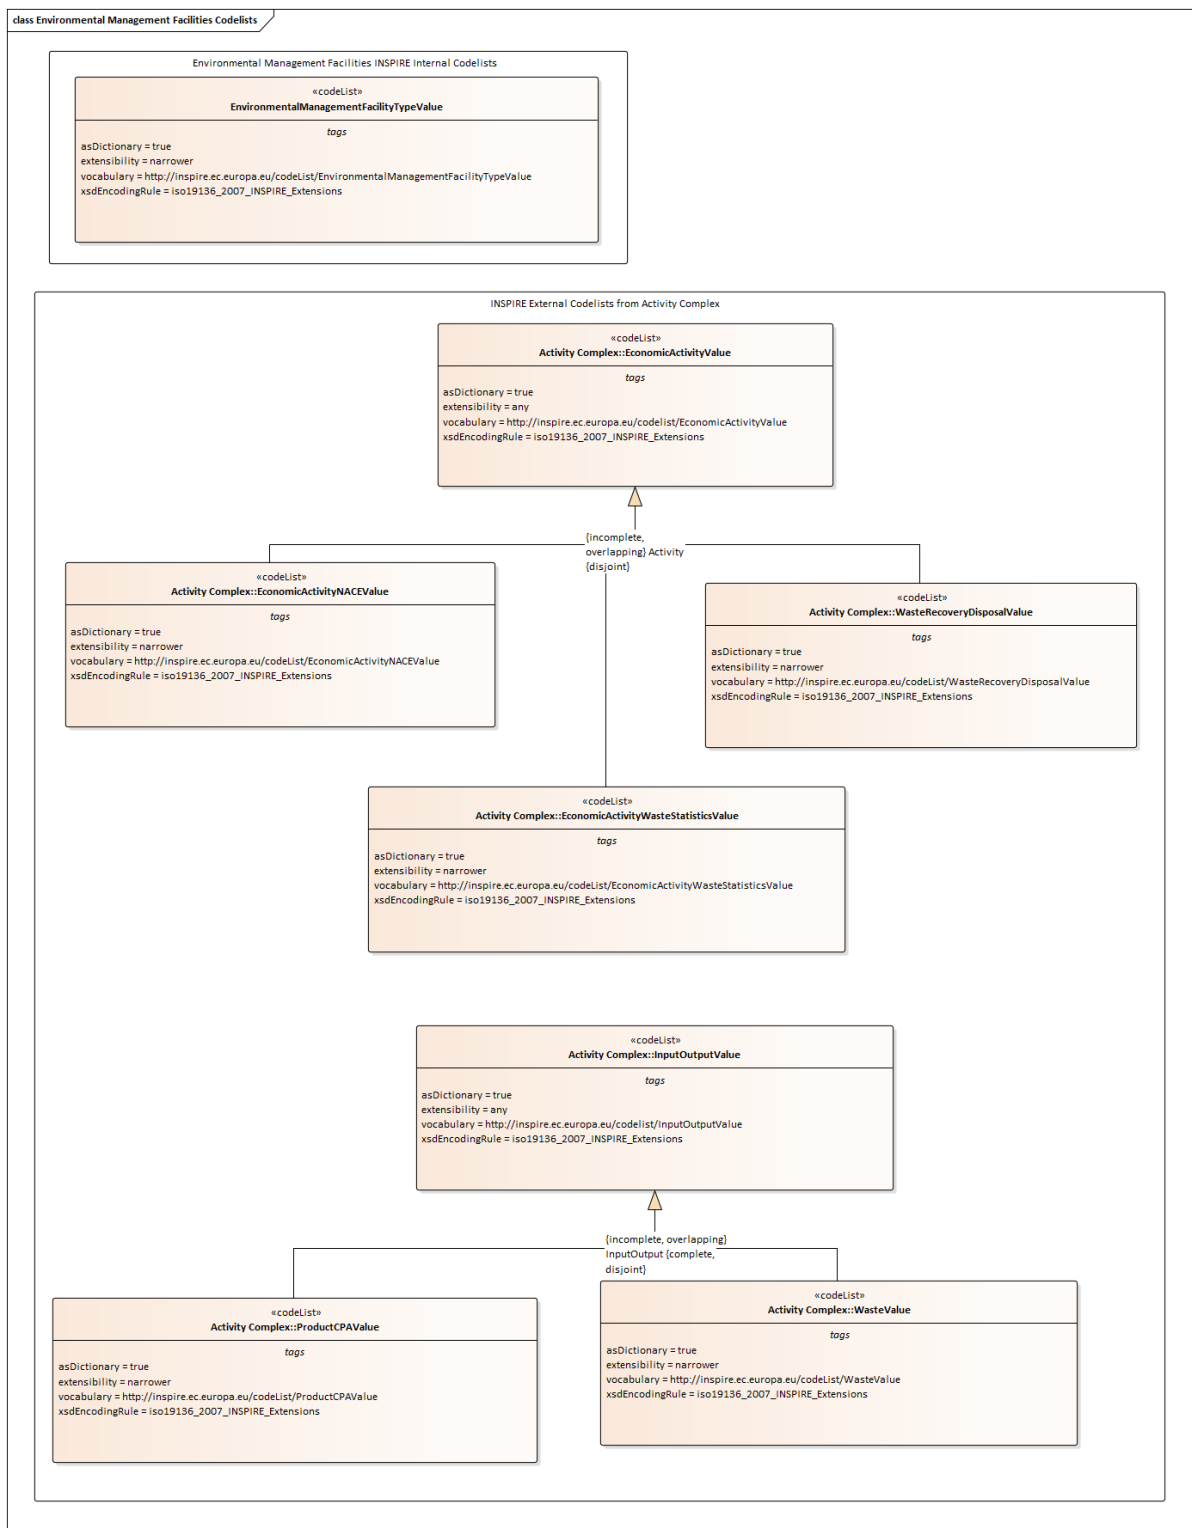 class Environmental Management Facilities Codelists
Environmental Management Facilities INSPIRE Internal Codelists
«codeList»
EnvironmentalManagementFacilityTypeValue
tags
asDictionary = true
extensibility = narrower
vocabulary = http://inspire.ec.europa.eu/codeList/EnvironmentalManagementFacilityTypeValue
xsdEncodingRule = iso19136_2007_INSPIRE_Extensions
INSPIRE External Codelists from Activity Complex
«codeList»
Activity Complex::EconomicActivityValue
tags
asDictionary = true
extensibility = any
vocabulary = http://inspire.ec.europa.eu/codelist/EconomicActivityValue
xsdEncodingRule = iso19136_2007_INSPIRE_Extensions
{incomplete,
overlapping} Activity
{disjoint}
«codeList»
Activity Complex::EconomicActivityNACEValue
tags
asDictionary = true
extensibility = narrower
vocabulary = http://inspire.ec.europa.eu/codeList/EconomicActivityNACEValue
xsdEncodingRule = iso19136_2007_INSPIRE_Extensions
«codeList»
Activity Complex::WasteRecoveryDisposalValue
tags
asDictionary = true
extensibility = narrower
vocabulary = http://inspire.ec.europa.eu/codeList/WasteRecoveryDisposalValue
xsdEncodingRule = iso19136_2007_INSPIRE_Extensions
«codeList»
Activity Complex::EconomicActivityWasteStatisticsValue
tags
asDictionary = true
extensibility = narrower
vocabulary = http://inspire.ec.europa.eu/codeList/EconomicActivityWasteStatisticsValue
xsdEncodingRule = iso19136_2007_INSPIRE_Extensions
«codeList»
Activity Complex::InputOutputValue
tags
asDictionary = true
extensibility = any
vocabulary = http://inspire.ec.europa.eu/codelist/InputOutputValue
xsdEncodingRule = iso19136_2007_INSPIRE_Extensions
{incomplete, overlapping}
InputOutput {complete,
disjoint}
«codeList»
Activity Complex::ProductCPAValue
tags
asDictionary = true
extensibility = narrower
vocabulary = http://inspire.ec.europa.eu/codeList/ProductCPAValue
xsdEncodingRule = iso19136_2007_INSPIRE_Extensions
«codeList»
Activity Complex::WasteValue
tags
asDictionary = true
extensibility = narrower
vocabulary = http://inspire.ec.europa.eu/codeList/WasteValue
xsdEncodingRule = iso19136_2007_INSPIRE_Extensions